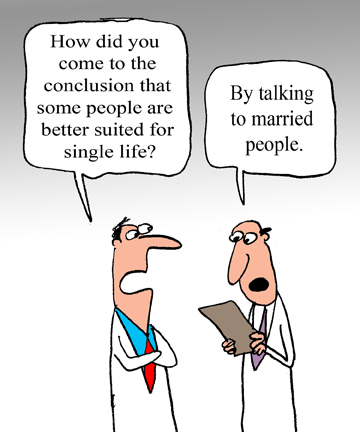 How did you
come to the
conclusion that
some people are
better suited for
single life?
By talking
to married
people.